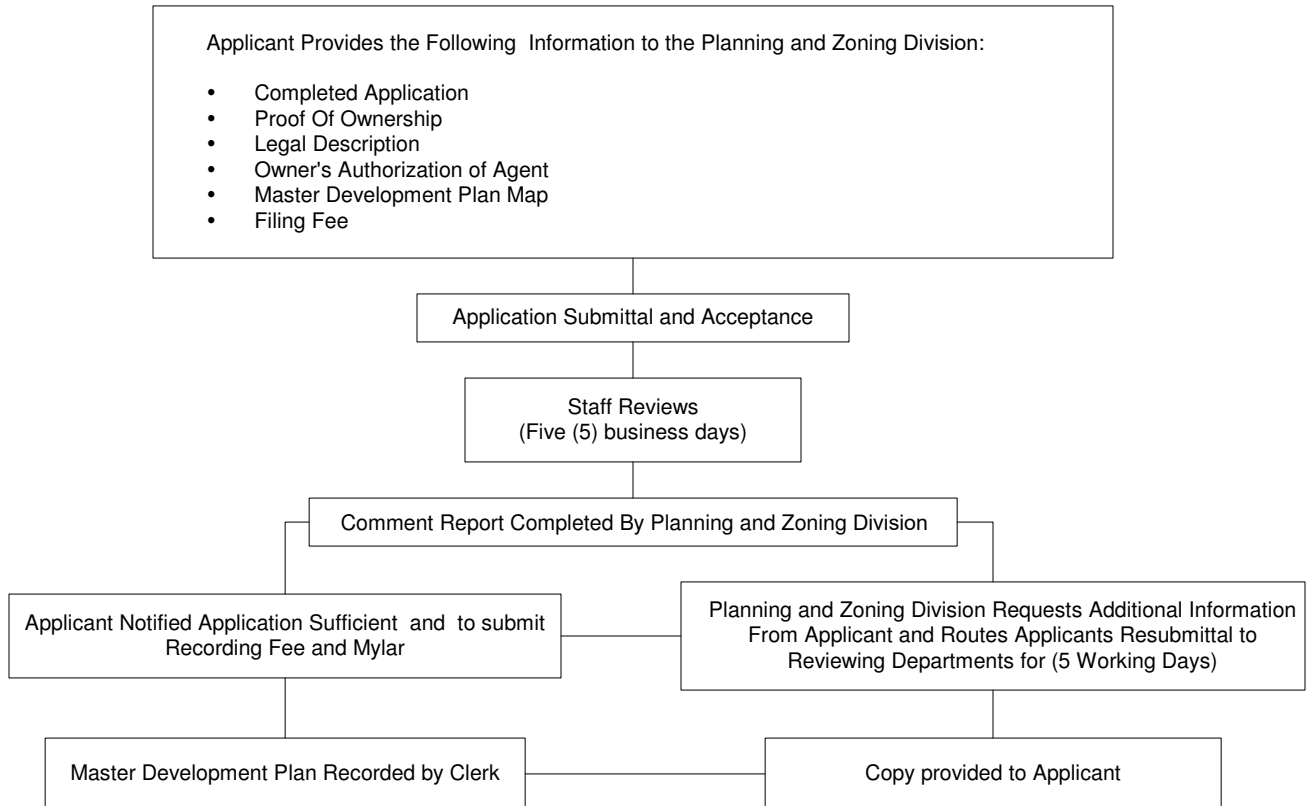 Applicant Provides the Following  Information to the Planning and Zoning Division:
• Completed Application
• Proof Of Ownership
• Legal Description
• Owner's Authorization of Agent
• Master Development Plan Map
• Filing Fee
Application Submittal and Acceptance
Staff Reviews
(Five (5) business days)
Comment Report Completed By Planning and Zoning Division
Applicant Notified Application Sufficient  and  to submit
Recording Fee and Mylar
Planning and Zoning Division Requests Additional Information
From Applicant and Routes Applicants Resubmittal to
Reviewing Departments for (5 Working Days)
Master Development Plan Recorded by Clerk
Copy provided to Applicant